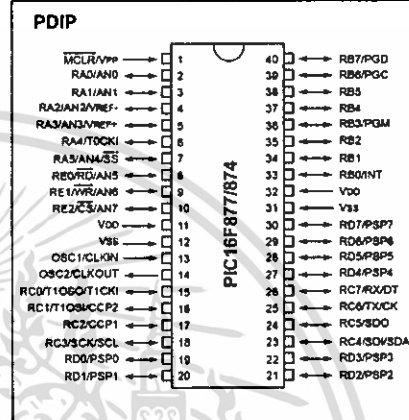 PDIP
MCLR/VPP 1 40 RB7/PGD
RA0/AN0 2 39 RB6/PGC
RA1/AN1 3 38 RB5
RA2/AN2/VREF- 4 37 RB4
RA3/AN3/VREF+ 5 36 RB3/PGM
RA4/T0CKI 6 35 RB2
RA5/AN4/SS 7 34 RB1
RE0/RD/AN5 8 33 RB0/INT
RE1/WR/AN6 9 32 VDD
RE2/CS/AN7 10 31 VSS
VDD 11 30 RD7/PSP7
VSS 12 29 RD6/PSP6
OSC1/CLKIN 13 28 RD5/PSP5
OSC2/CLKOUT 14 27 RD4/PSP4
RC0/T1OSO/T1CKI 15 26 RC7/RX/DT
RC1/T1OSI/CCP2 16 25 RC6/TX/CK
RC2/CCP1 17 24 RC5/SDO
RC3/SCK/SCL 18 23 RC4/SDI/SDA
RD0/PSP0 19 22 RD3/PSP3
RD1/PSP1 20 21 RD2/PSP2
PIC16F877/874